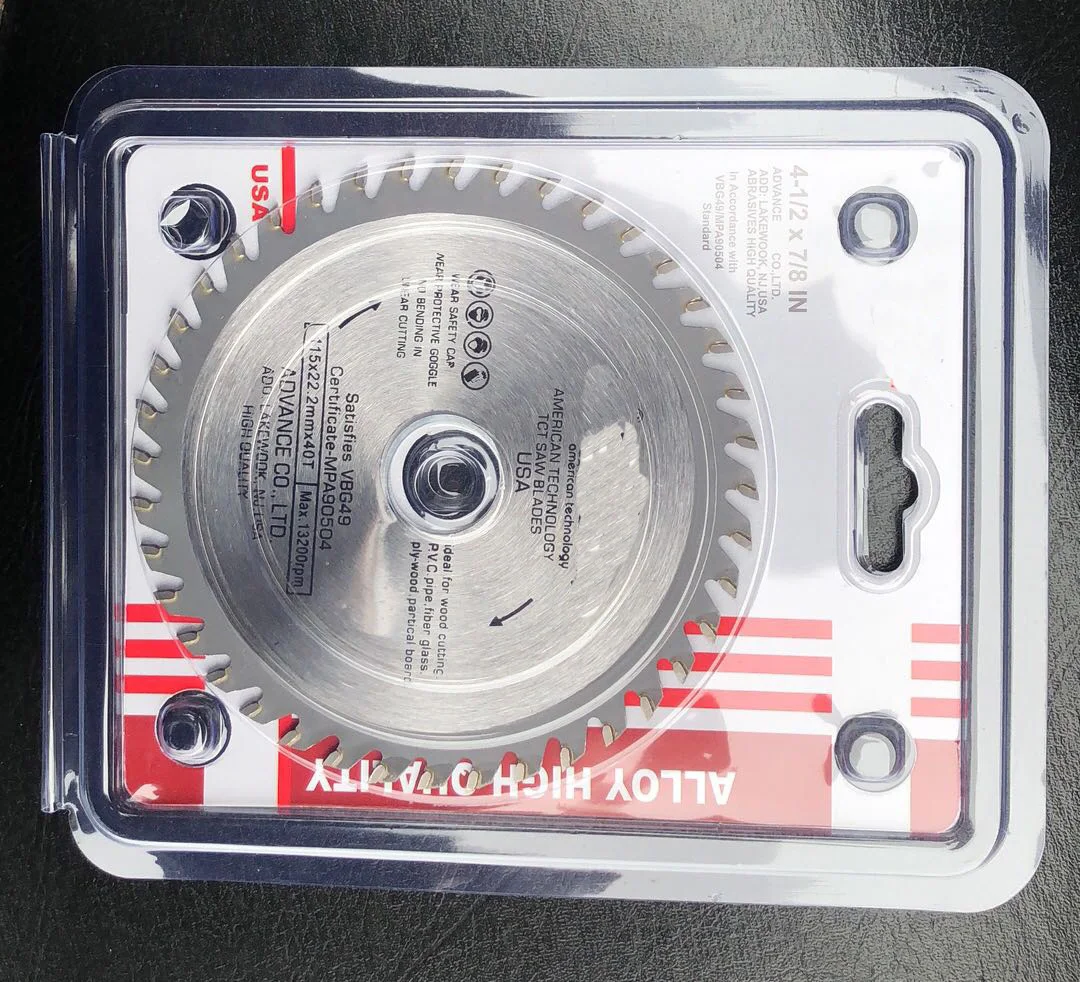 4-1/2 x 7/8 IN
ADVANCE CO.,LTD.
ADD: LAKEWOOK, NJ,USA
ABRASIVES HIGH QUALITY
In Accordance with
VBG49/MPA90504
Standard
USA
ALLOY HIGH QUALITY
american technology
AMERICAN TECHNOLOGY
TCT SAW BLADES
USA
WEAR SAFETY CAP
WEAR PROTECTIVE GOGGLE
NO BENDING IN
LINEAR CUTTING
ideal for wood cutting,
P.V.C.pipe,fiber glass,
ply-wood,partical board
Satisfies VBG49
Certificate-MPA90504
115x22.2mmx40T Max.13200rpm
ADVANCE CO.,LTD
ADD:LAKEWOOK,NJ,USA
HIGH QUALITY